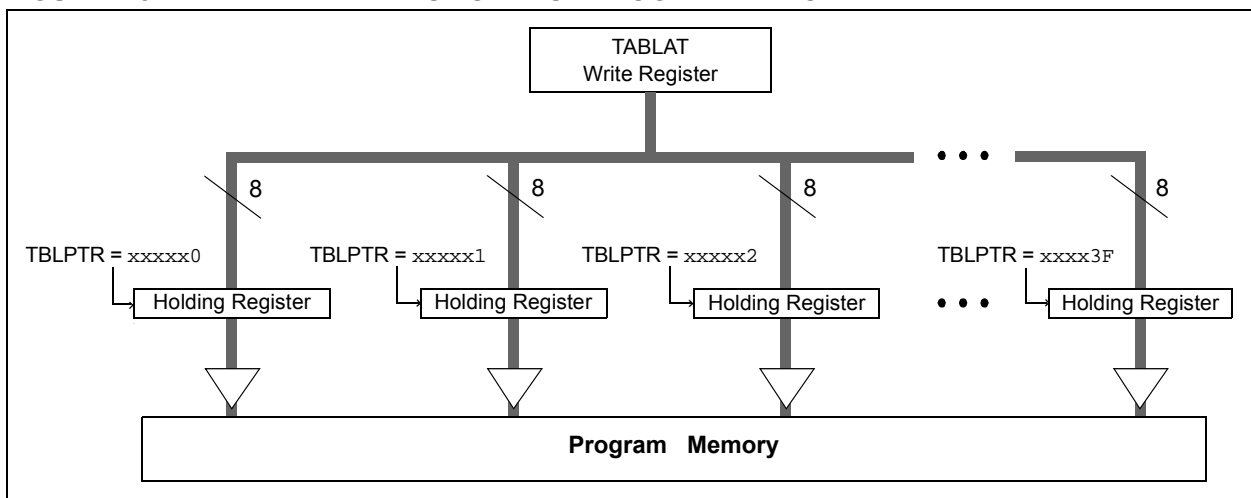 TABLAT
Write Register
8 8 8 8
TBLPTR = xxxxx0 TBLPTR = xxxxx1 TBLPTR = xxxxx2 TBLPTR = xxxx3F
Holding Register Holding Register Holding Register Holding Register
Program Memory